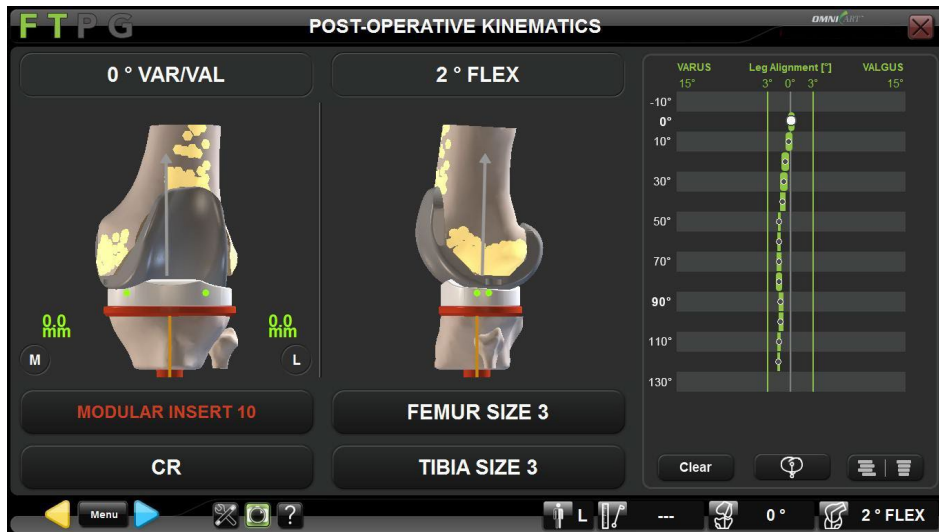 FTPG
POST-OPERATIVE KINEMATICS
OMNI
0 ° VAR/VAL
2 ° FLEX
VARUS Leg Alignment [°] VALGUS
15° 3° 0° 3° 15°
-10°
0°
10°
30°
50°
70°
90°
110°
130°
0.0
mm
0.0
mm
M
L
MODULAR INSERT 10
FEMUR SIZE 3
CR
TIBIA SIZE 3
Clear
Menu
?
L
---
0 °
2 ° FLEX